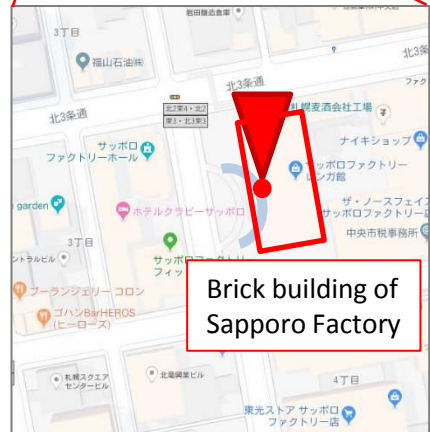 岩田醸造倉庫
3丁目
福山石油㈱
北3条
北3条通
北2東4・北2
東3・北3東3
北3条通
ファク
札幌麦酒会社工場
サッポロ
ファクトリーホール
ナイキショップ
サッポロファクトリー
レンガ館
garden
ホテルクラビーサッポロ
ザ・ノースフェイス
サッポロファクトリー店
3丁目
中央市税事務所
ントラルビル
サッポロファクトリー
フィッ
ブーランジェリー コロン
ゴハンBarHEROS
(ヒーローズ)
Brick building of
Sapporo Factory
札幌スクエア
センタービル
北電興業ビル
4丁目
東光ストア サッポロ
ファクトリー店